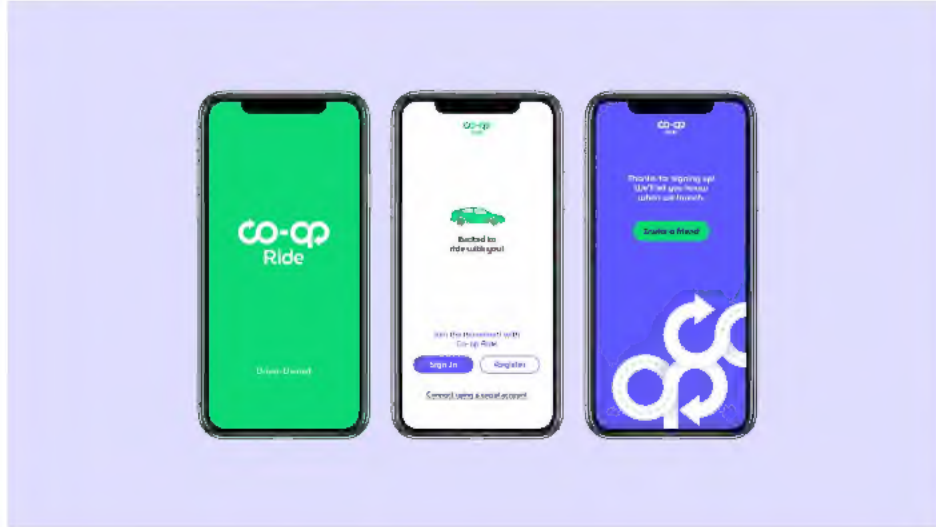 co-op
Ride
Driver-Owned
co-op
Ride
Excited to
ride with you!
Join the movement with
Co-op Ride
Sign In
Register
Connect using a social account
co-op
Ride
Thanks for signing up!
We'll let you know
when we launch.
Invite a friend